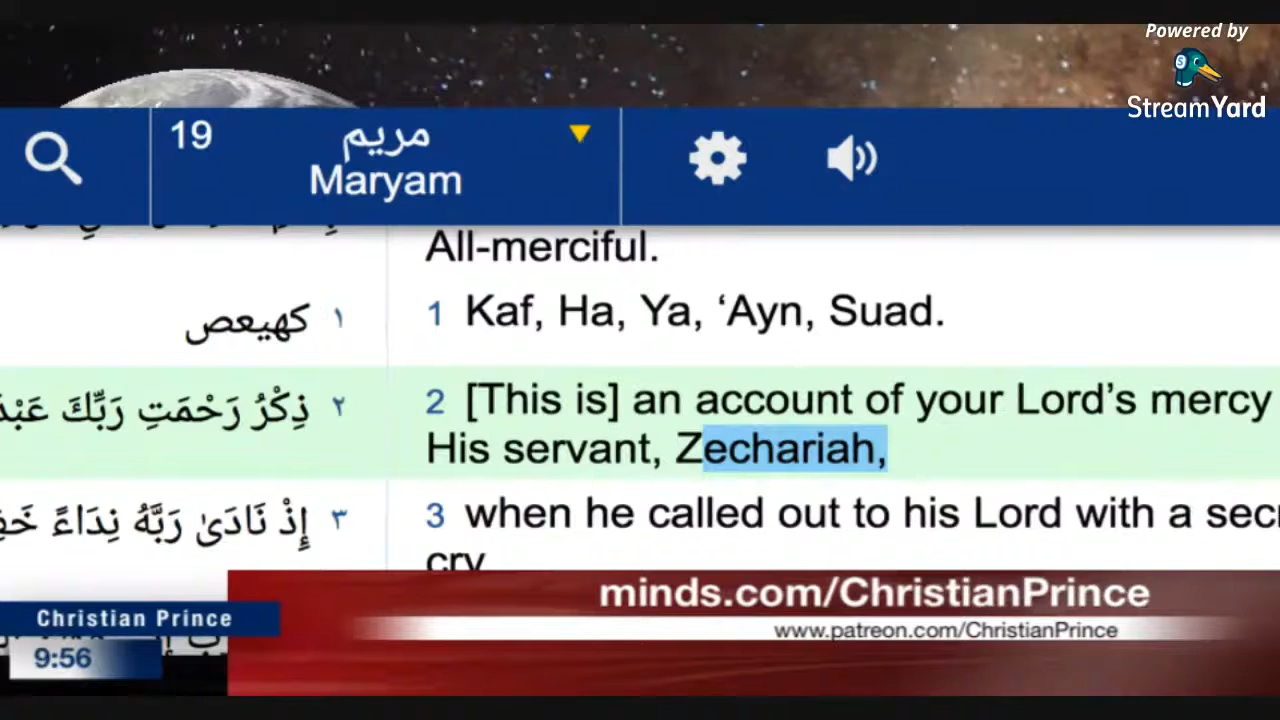 Powered by
StreamYard
19
مريم
Maryam
All-merciful.
كهيعص ١
1 Kaf, Ha, Ya, ‘Ayn, Suad.
ذِكْرُ رَحْمَتِ رَبِّكَ ٢
2 [This is] an account of your Lord’s mercy
His servant, Zechariah,
إِذْ نَادَىٰ رَبَّهُ نِدَاءً ٣
3 when he called out to his Lord with a
cry
minds.com/ChristianPrince
www.patreon.com/ChristianPrince
Christian Prince
9:56